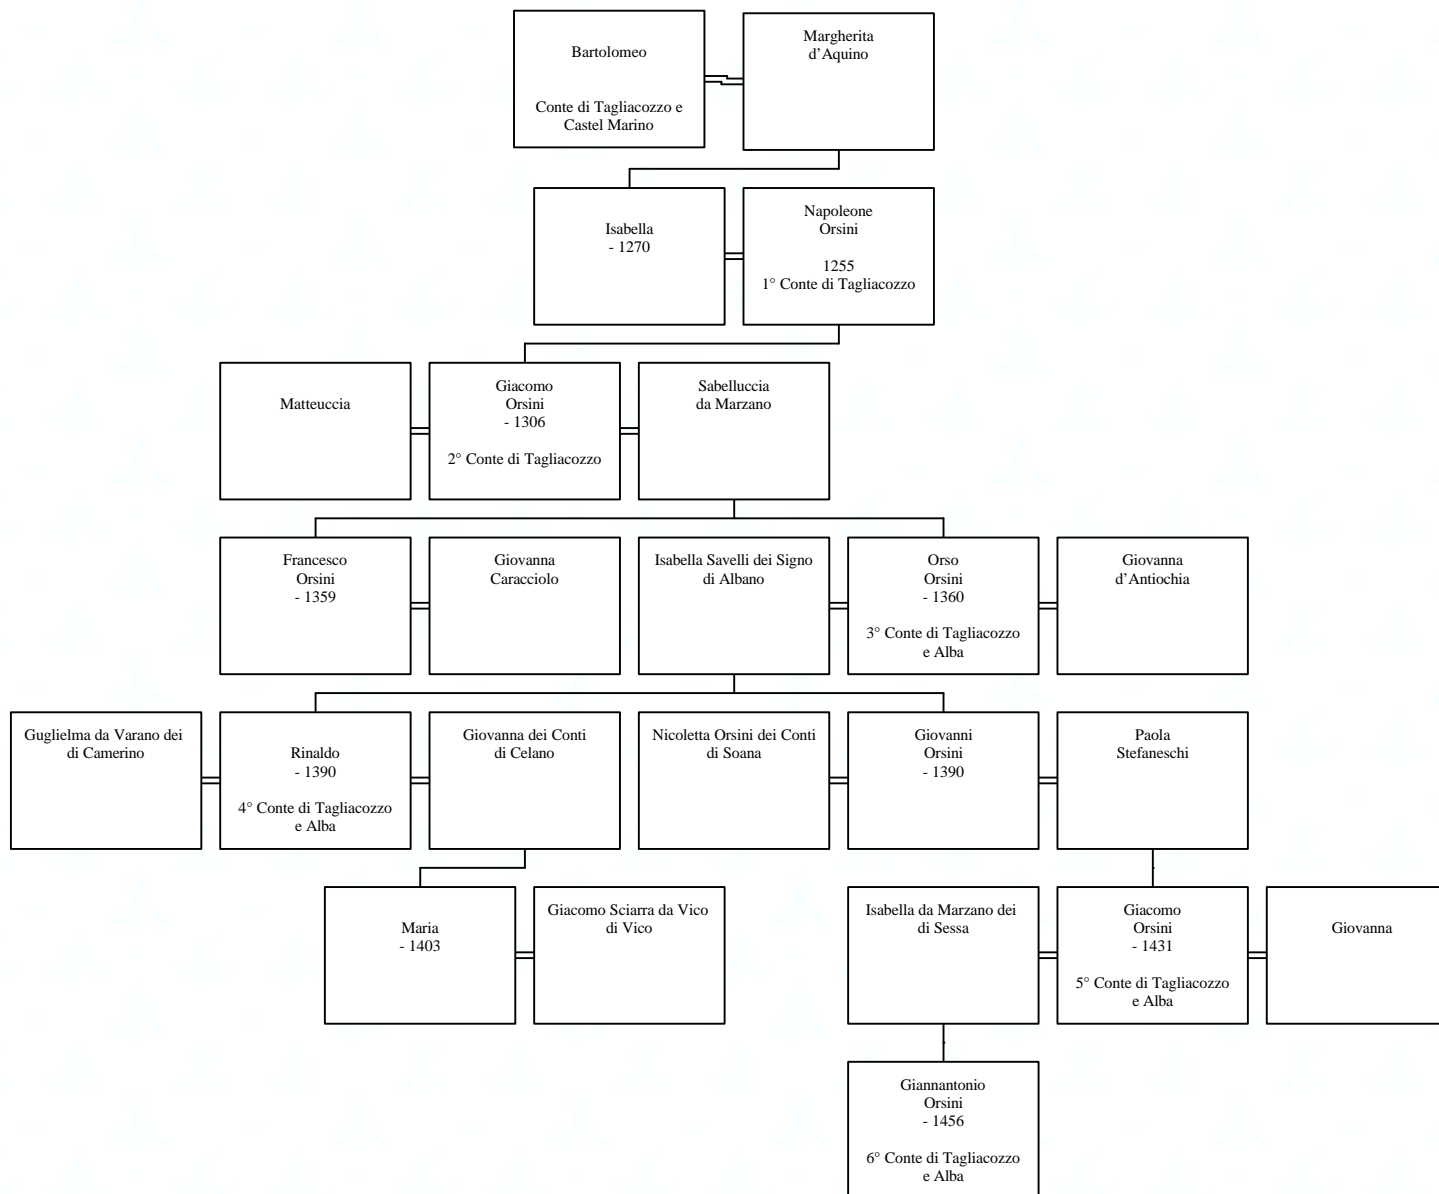 Bartolomeo
Conte di Tagliacozzo e
Castel Marino
Margherita
d'Aquino
Isabella
- 1270
Napoleone
Orsini
1255
1° Conte di Tagliacozzo
Matteuccia
Giacomo
Orsini
- 1306
2° Conte di Tagliacozzo
Sabelluccia
da Marzano
Francesco
Orsini
- 1359
Giovanna
Caracciolo
Isabella Savelli dei Signo
di Albano
Orso
Orsini
- 1360
3° Conte di Tagliacozzo
e Alba
Giovanna
d'Antiochia
Guglielma da Varano dei
di Camerino
Rinaldo
- 1390
4° Conte di Tagliacozzo
e Alba
Giovanna dei Conti
di Celano
Nicoletta Orsini dei Conti
di Soana
Giovanni
Orsini
- 1390
Paola
Stefaneschi
Maria
- 1403
Giacomo Sciarra da Vico
di Vico
Isabella da Marzano dei
di Sessa
Giacomo
Orsini
- 1431
5° Conte di Tagliacozzo
e Alba
Giovanna
Giannantonio
Orsini
- 1456
6° Conte di Tagliacozzo
e Alba